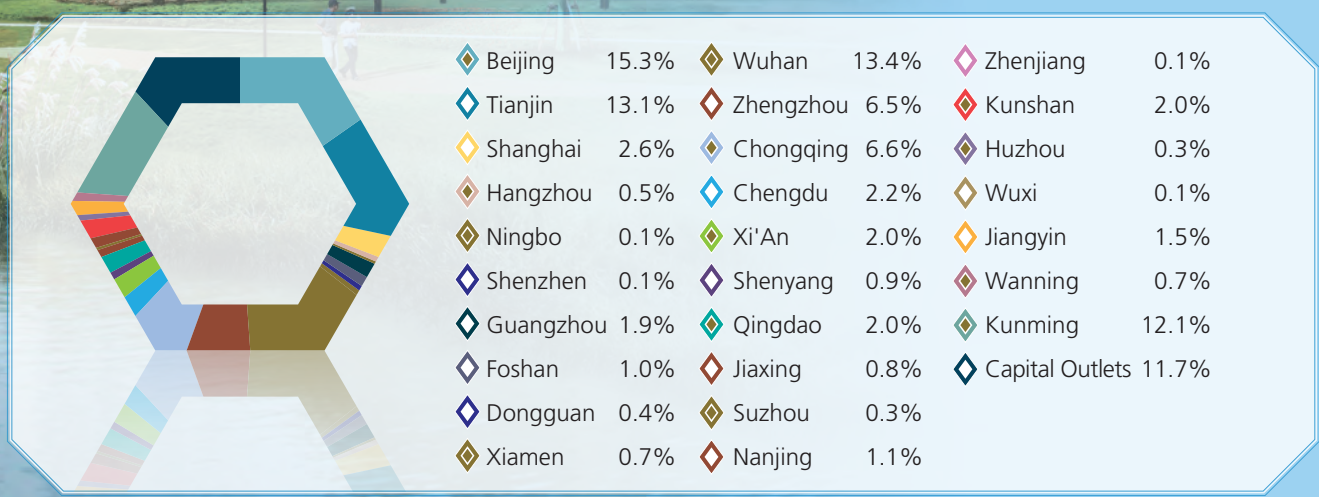 Beijing 15.3%
Tianjin 13.1%
Shanghai 2.6%
Hangzhou 0.5%
Ningbo 0.1%
Shenzhen 0.1%
Guangzhou 1.9%
Foshan 1.0%
Dongguan 0.4%
Xiamen 0.7%
Wuhan 13.4%
Zhengzhou 6.5%
Chongqing 6.6%
Chengdu 2.2%
Xi'An 2.0%
Shenyang 0.9%
Qingdao 2.0%
Jiaxing 0.8%
Suzhou 0.3%
Nanjing 1.1%
Zhenjiang 0.1%
Kunshan 2.0%
Huzhou 0.3%
Wuxi 0.1%
Jiangyin 1.5%
Wanning 0.7%
Kunming 12.1%
Capital Outlets 11.7%